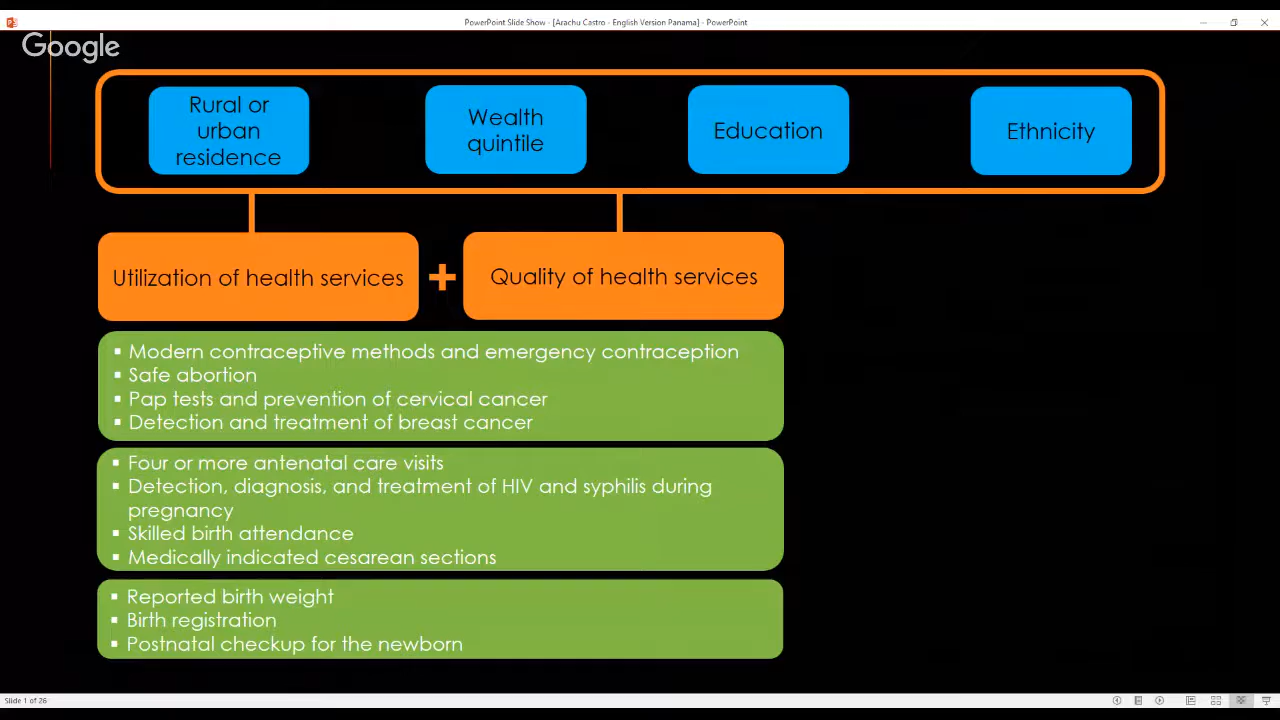 PowerPoint Slide Show - [Arachu Castro - English Version Panama] - PowerPoint
Google
Rural or
urban
residence
Wealth
quintile
Education
Ethnicity
Utilization of health services
+
Quality of health services
▪ Modern contraceptive methods and emergency contraception
▪ Safe abortion
▪ Pap tests and prevention of cervical cancer
▪ Detection and treatment of breast cancer
▪ Four or more antenatal care visits
▪ Detection, diagnosis, and treatment of HIV and syphilis during
pregnancy
▪ Skilled birth attendance
▪ Medically indicated cesarean sections
▪ Reported birth weight
▪ Birth registration
▪ Postnatal checkup for the newborn
Slide 1 of 26